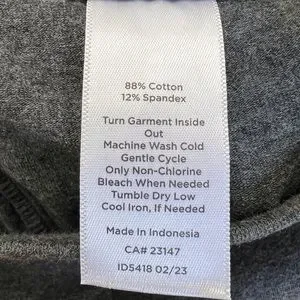 88% Cotton
12% Spandex
Turn Garment Inside
Out
Machine Wash Cold
Gentle Cycle
Only Non-Chlorine
Bleach When Needed
Tumble Dry Low
Cool Iron, If Needed
Made In Indonesia
CA# 23147
ID5418 02/23